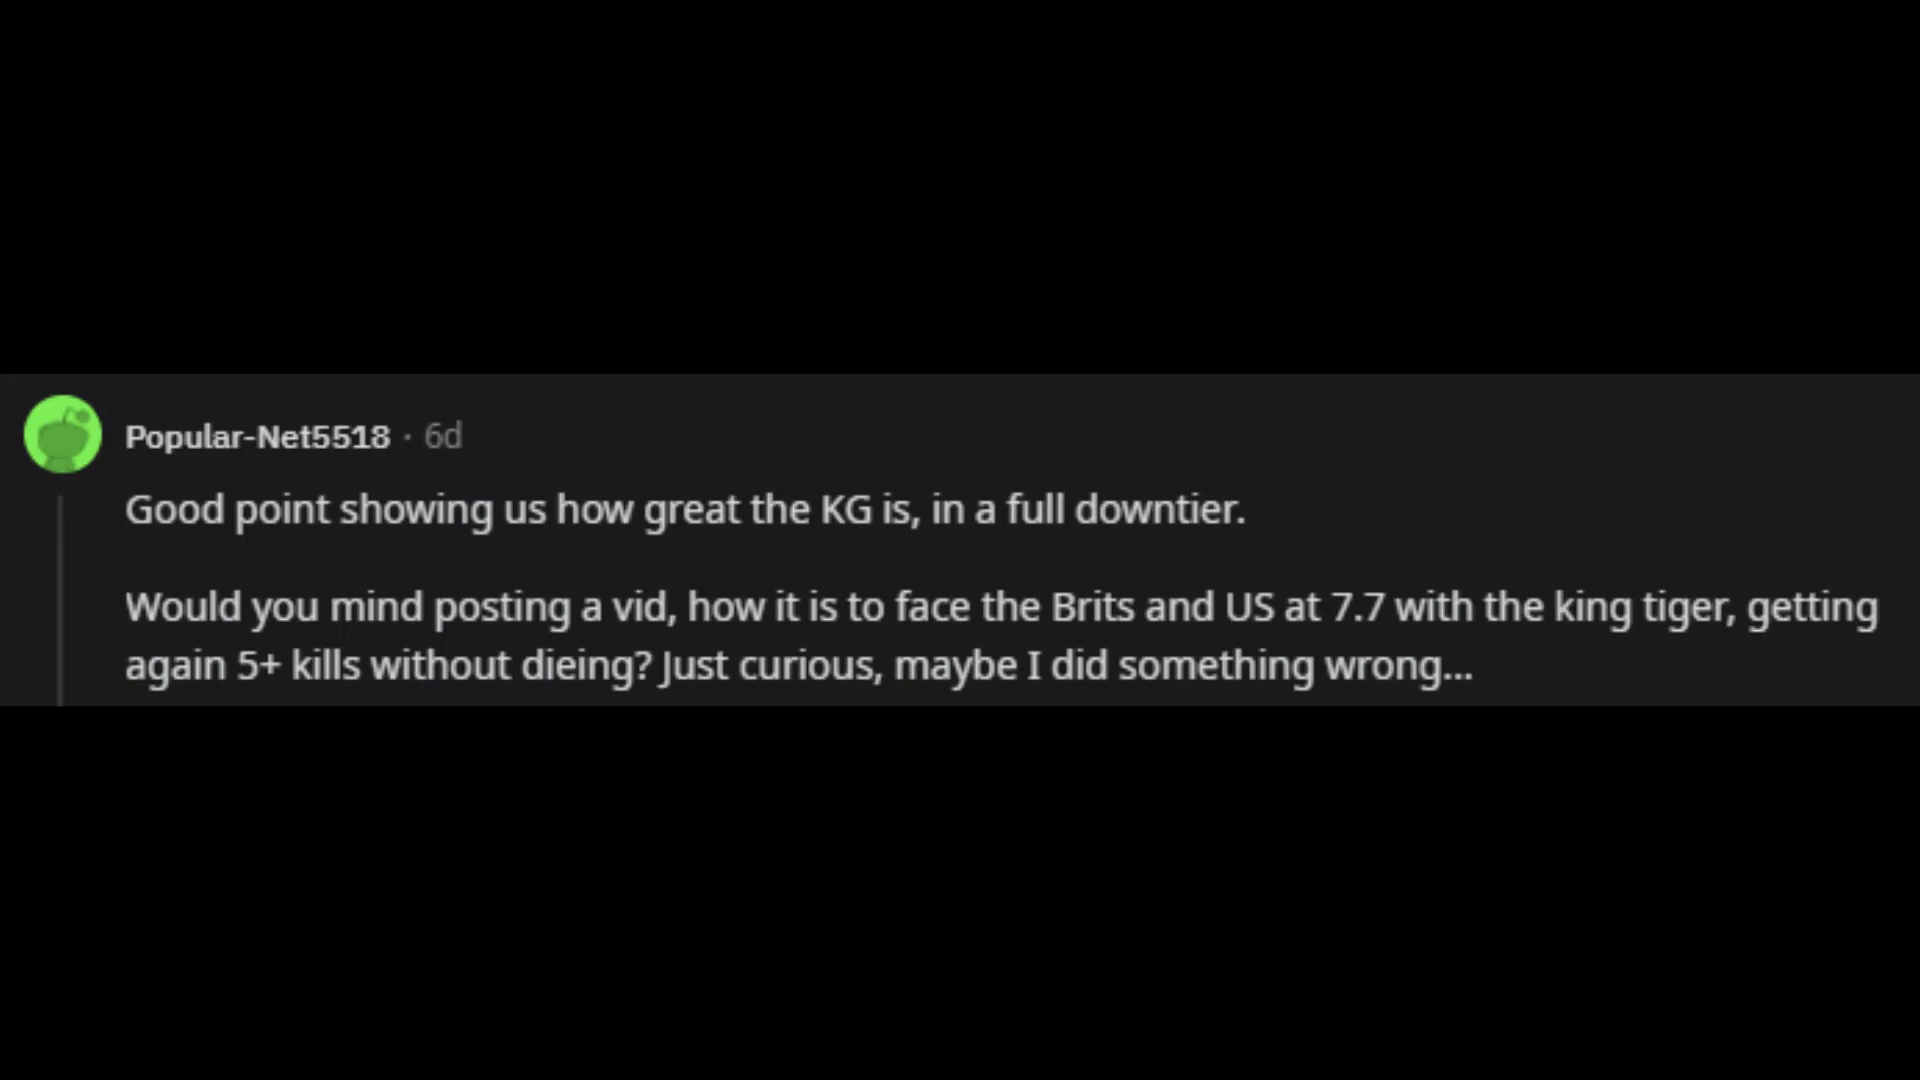 Popular-Net5518 · 6d
Good point showing us how great the KG is, in a full downtier.
Would you mind posting a vid, how it is to face the Brits and US at 7.7 with the king tiger, getting
again 5+ kills without dieing? Just curious, maybe I did something wrong...